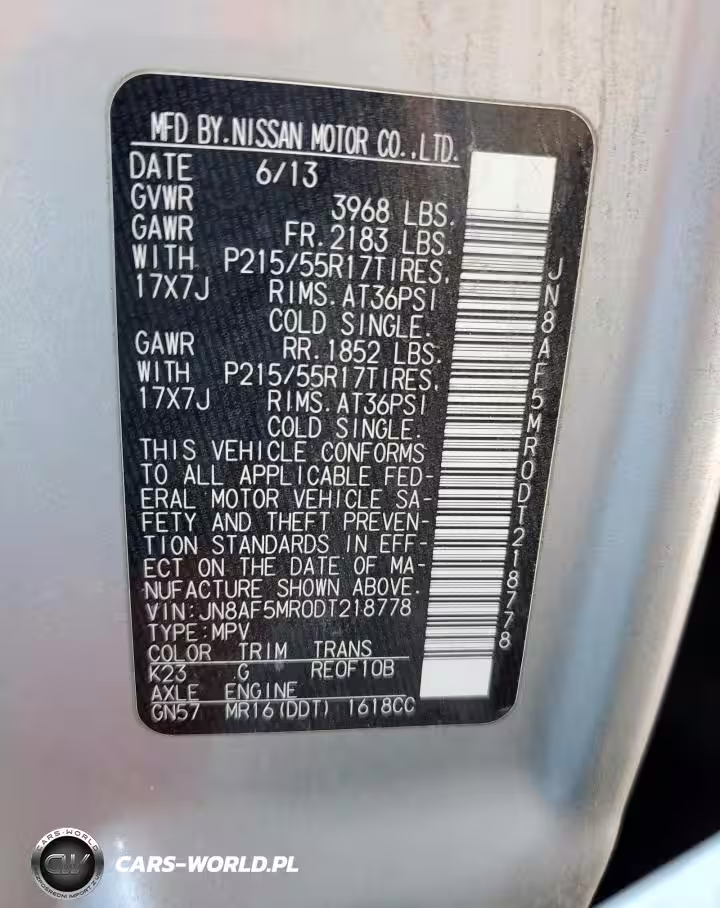 MFD BY.NISSAN MOTOR CO.,LTD.
DATE 6/13
GVWR 3968 LBS.
GAWR FR.2183 LBS.
WITH P215/55R17TIRES,
17X7J RIMS.AT36PSI
COLD SINGLE.
GAWR RR.1852 LBS.
WITH P215/55R17TIRES,
17X7J RIMS.AT36PSI
COLD SINGLE.
THIS VEHICLE CONFORMS
TO ALL APPLICABLE FED-
ERAL MOTOR VEHICLE SA-
FETY AND THEFT PREVEN-
TION STANDARDS IN EFF-
ECT ON THE DATE OF MA-
NUFACTURE SHOWN ABOVE.
VIN:JN8AF5MR0DT218778
TYPE:MPV
COLOR TRIM TRANS
K23 G RE0F10B
AXLE ENGINE
GN57 MR16(DDT) 1618CC
JN8AF5MR0DT218778
CARS-WORLD
CW
CARS-WORLD.PL